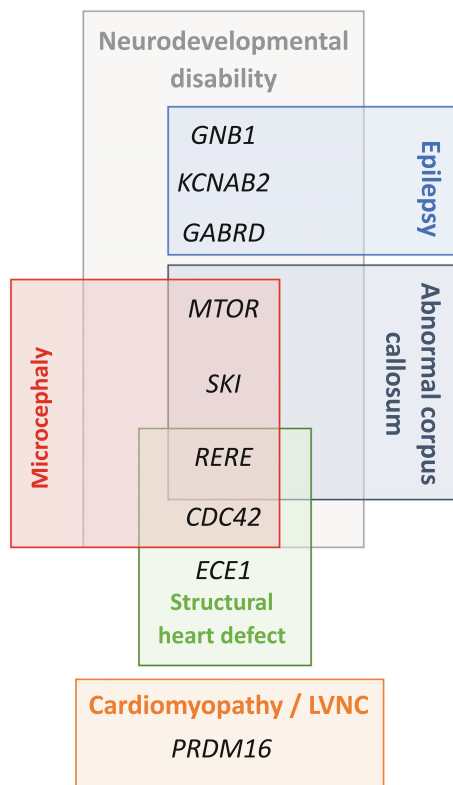 Neurodevelopmental
disability
GNB1
KCNAB2
GABRD
Epilepsy
MTOR
SKI
RERE
CDC42
Abnormal corpus
callosum
Microcephaly
ECE1
Structural
heart defect
Cardiomyopathy / LVNC
PRDM16